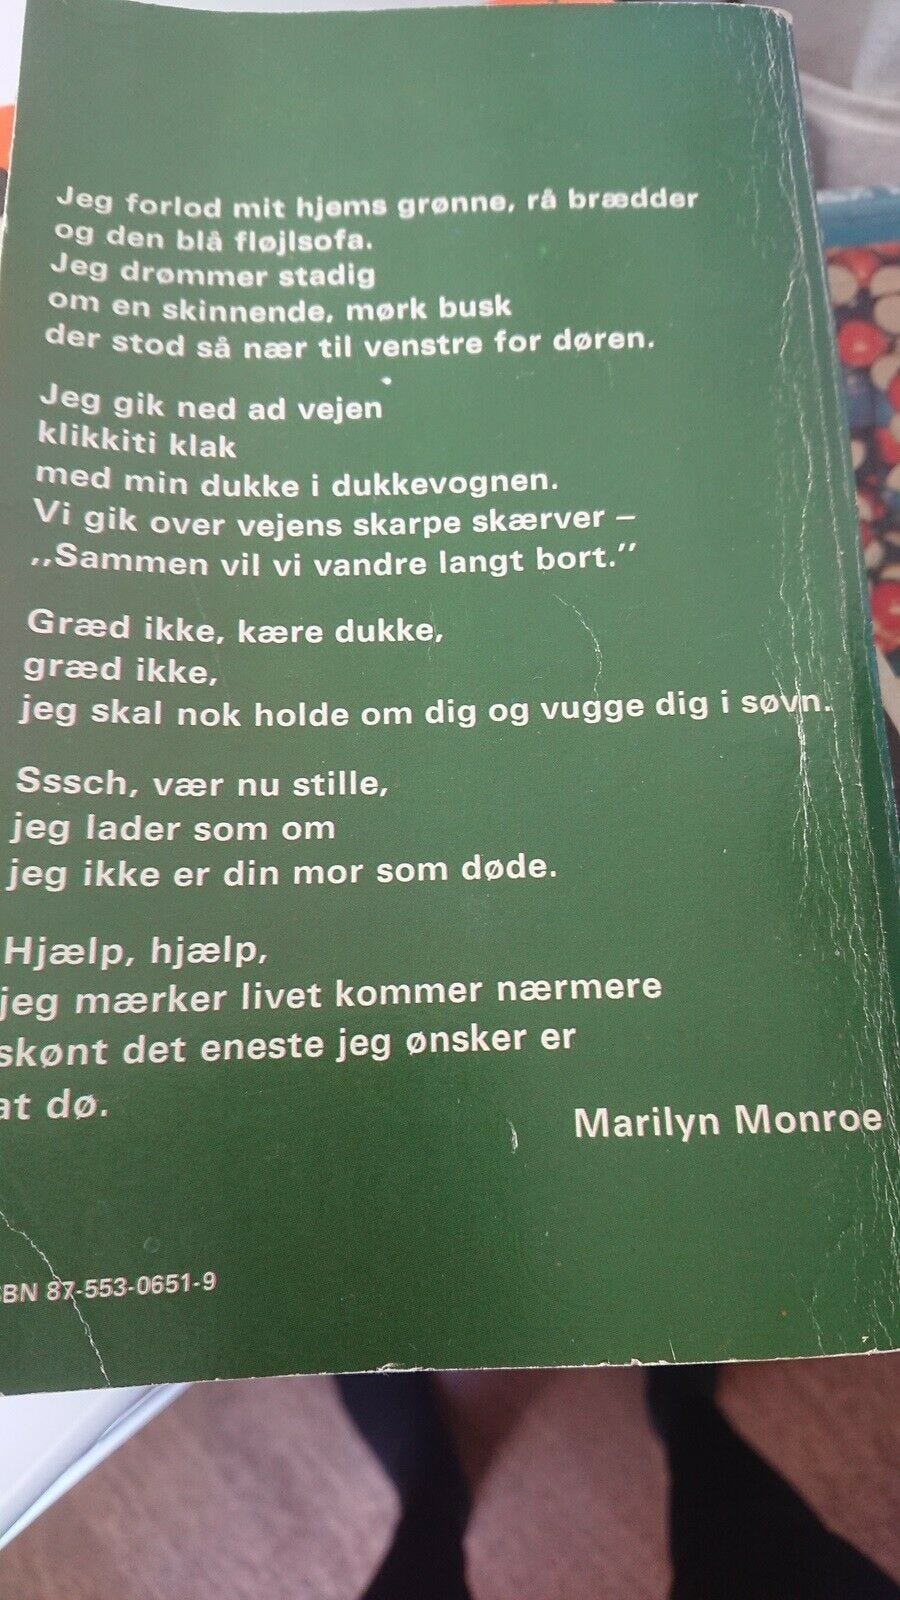 Jeg forlod mit hjems grønne, rå brædder
og den blå fløjlsofa.
Jeg drømmer stadig
om en skinnende, mørk busk
der stod så nær til venstre for døren.
Jeg gik ned ad vejen
klikkiti klak
med min dukke i dukkevognen.
Vi gik over vejens skarpe skærver –
,,Sammen vil vi vandre langt bort.”
Græd ikke, kære dukke,
græd ikke,
jeg skal nok holde om dig og vugge dig i søvn.
Sssch, vær nu stille,
jeg lader som om
jeg ikke er din mor som døde.
Hjælp, hjælp,
jeg mærker livet kommer nærmere
skønt det eneste jeg ønsker er
at dø.
Marilyn Monroe
BN 87-553-0651-9